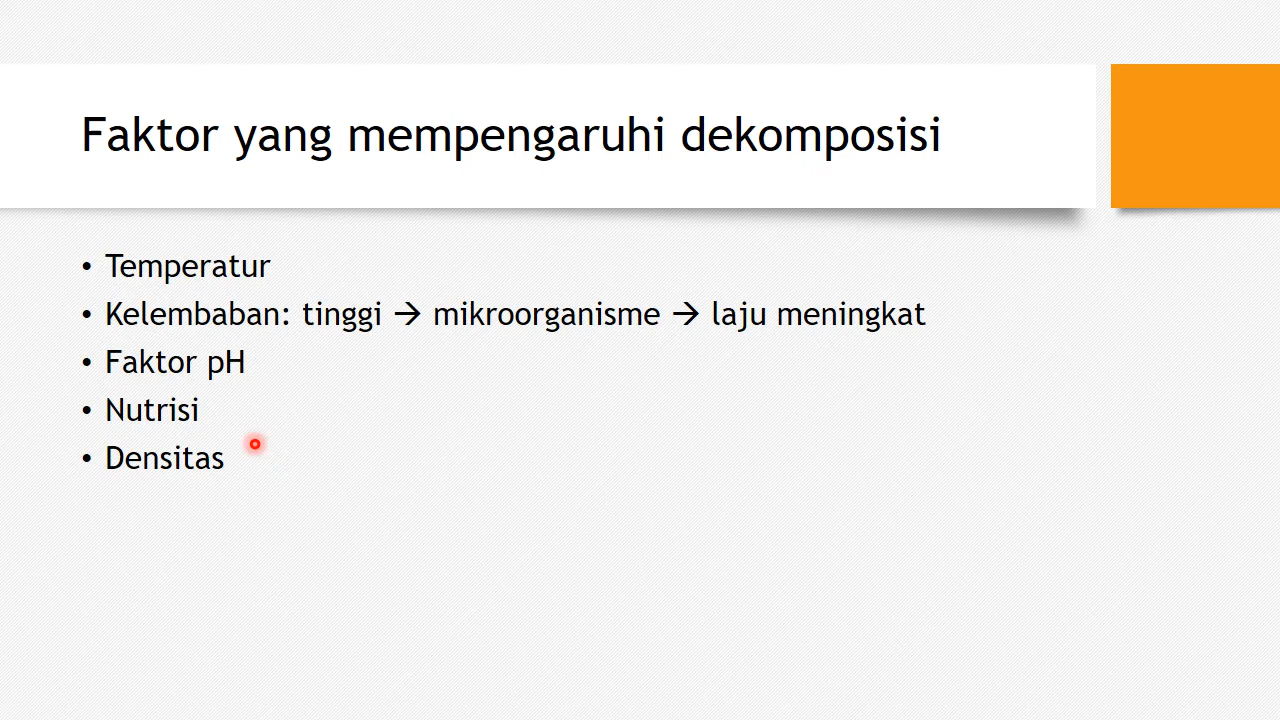 Faktor yang mempengaruhi dekomposisi
• Temperatur
• Kelembaban: tinggi → mikroorganisme → laju meningkat
• Faktor pH
• Nutrisi
• Densitas